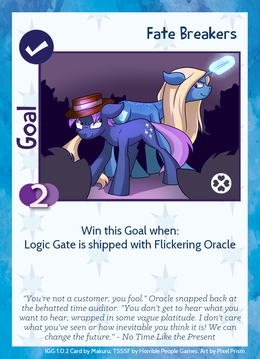 Fate Breakers
Goal
2
Win this Goal when:
Logic Gate is shipped with Flickering Oracle
"You're not a customer, you fool." Oracle snapped back at
the behatted time auditor. "You don't get to hear what you
want to hear, wrapped in some vague platitude. I don't care
what you've seen or how inevitable you think it is! We can
change the future." - No Time Like the Present
IGG 1.0.2 Card by Makuru, TSSSF by Horrible People Games. Art by Pixel Prism.